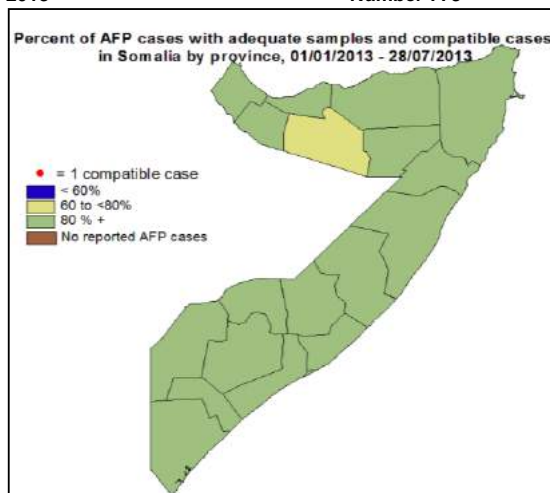 Percent of AFP cases with adequate samples and compatible cases
in Somalia by province, 01/01/2013 - 28/07/2013
= 1 compatible case
< 60%
60 to <80%
80 % +
No reported AFP cases